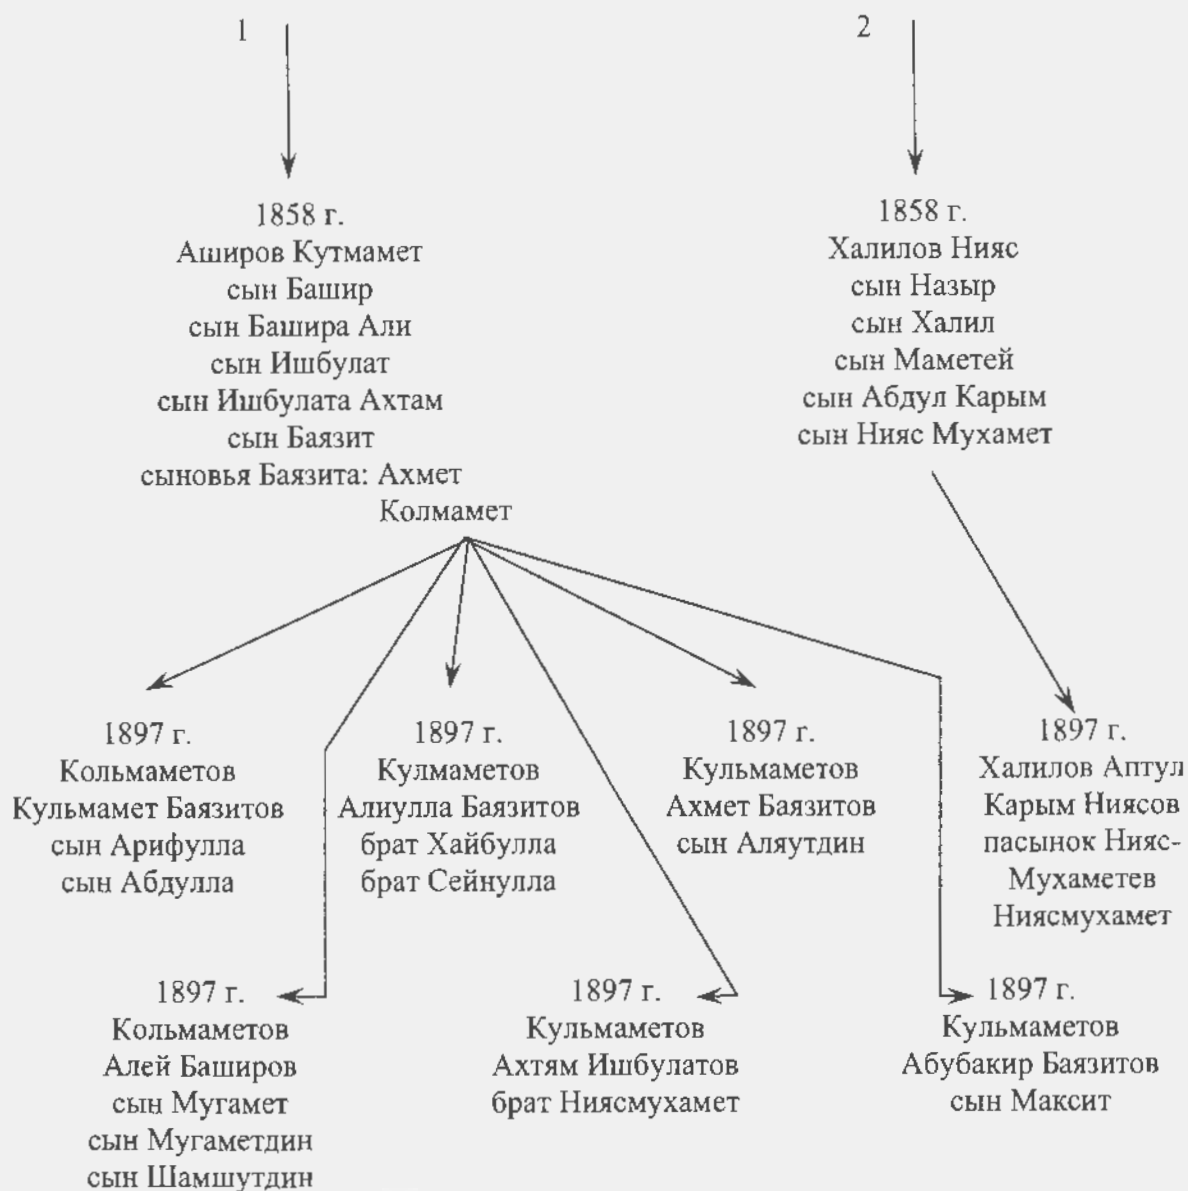 1
2
1858 г.
Аширов Кутмамет
сын Башир
сын Башира Али
сын Ишбулат
сын Ишбулата Ахтам
сын Баязит
сыновья Баязита: Ахмет
Колмамет
1858 г.
Халилов Нияс
сын Назыр
сын Халил
сын Маметей
сын Абдул Карым
сын Нияс Мухамет
1897 г.
Кольмаметов
Кульмамет Баязитов
сын Арифулла
сын Абдулла
1897 г.
Кулмаметов
Алиулла Баязитов
брат Хайбулла
брат Сейнулла
1897 г.
Кульмаметов
Ахмет Баязитов
сын Аляутдин
1897 г.
Халилов Аптул
Карым Ниясов
пасынок Нияс-
Мухаметев
Ниясмухамет
1897 г.
Кольмаметов
Алей Баширов
сын Мугамет
сын Мугаметдин
сын Шамшутдин
1897 г.
Кульмаметов
Ахтям Ишбулатов
брат Ниясмухамет
1897 г.
Кульмаметов
Абубакир Баязитов
сын Максит